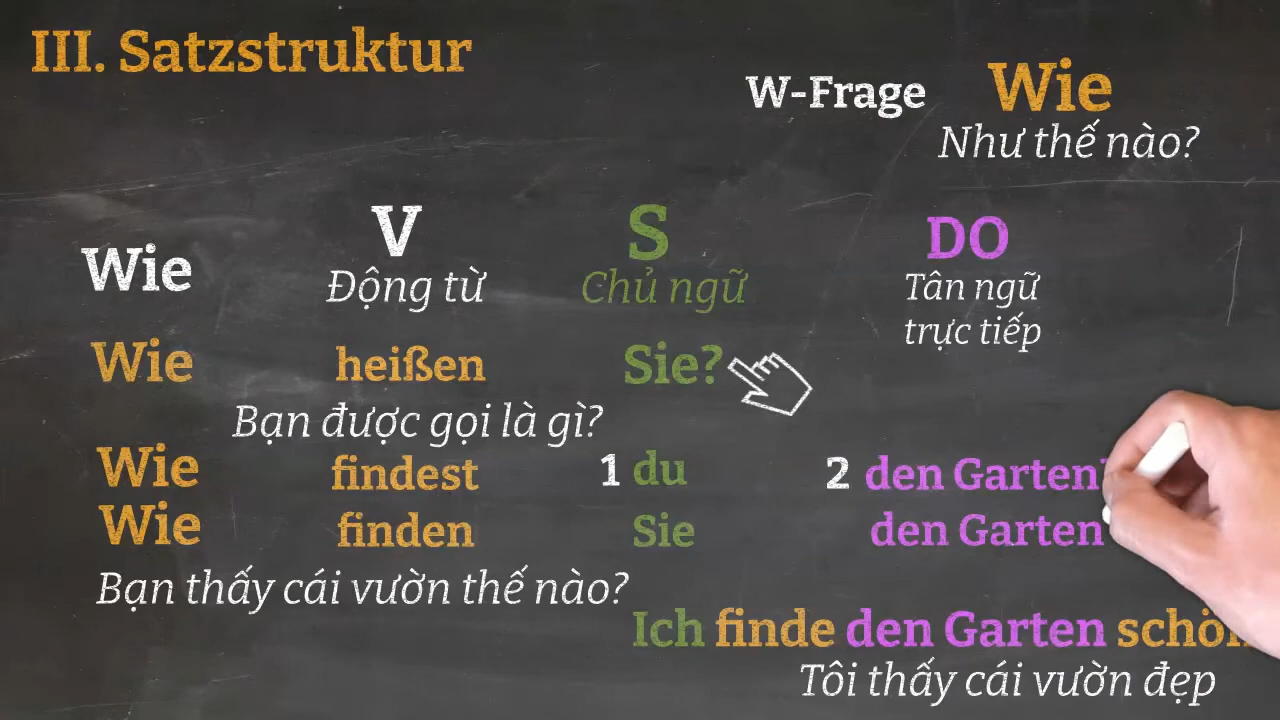 III. Satzstruktur
W-Frage Wie
Như thế nào?
Wie V S DO
Động từ Chủ ngữ Tân ngữ
trực tiếp
Wie heißen Sie?
Bạn được gọi là gì?
Wie findest 1 du 2 den Garten?
Wie finden Sie den Garten
Bạn thấy cái vườn thế nào?
Ich finde den Garten schön
Tôi thấy cái vườn đẹp